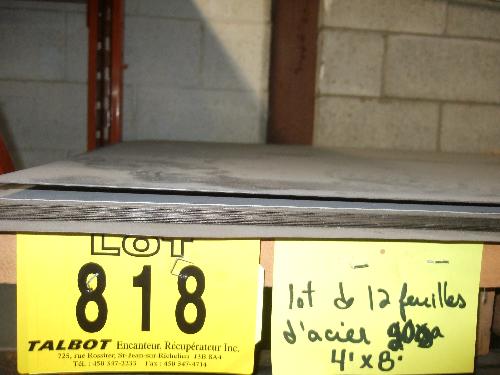 LOT
818
TALBOT Encanteur, Récupérateur Inc.
725, rue Rossiter, St-Jean-sur-Richelieu J3B 8A4
Tél. : 450 347-2233 Fax : 450 347-4714
lot de 12 feuilles
d'acier
4' x 8'